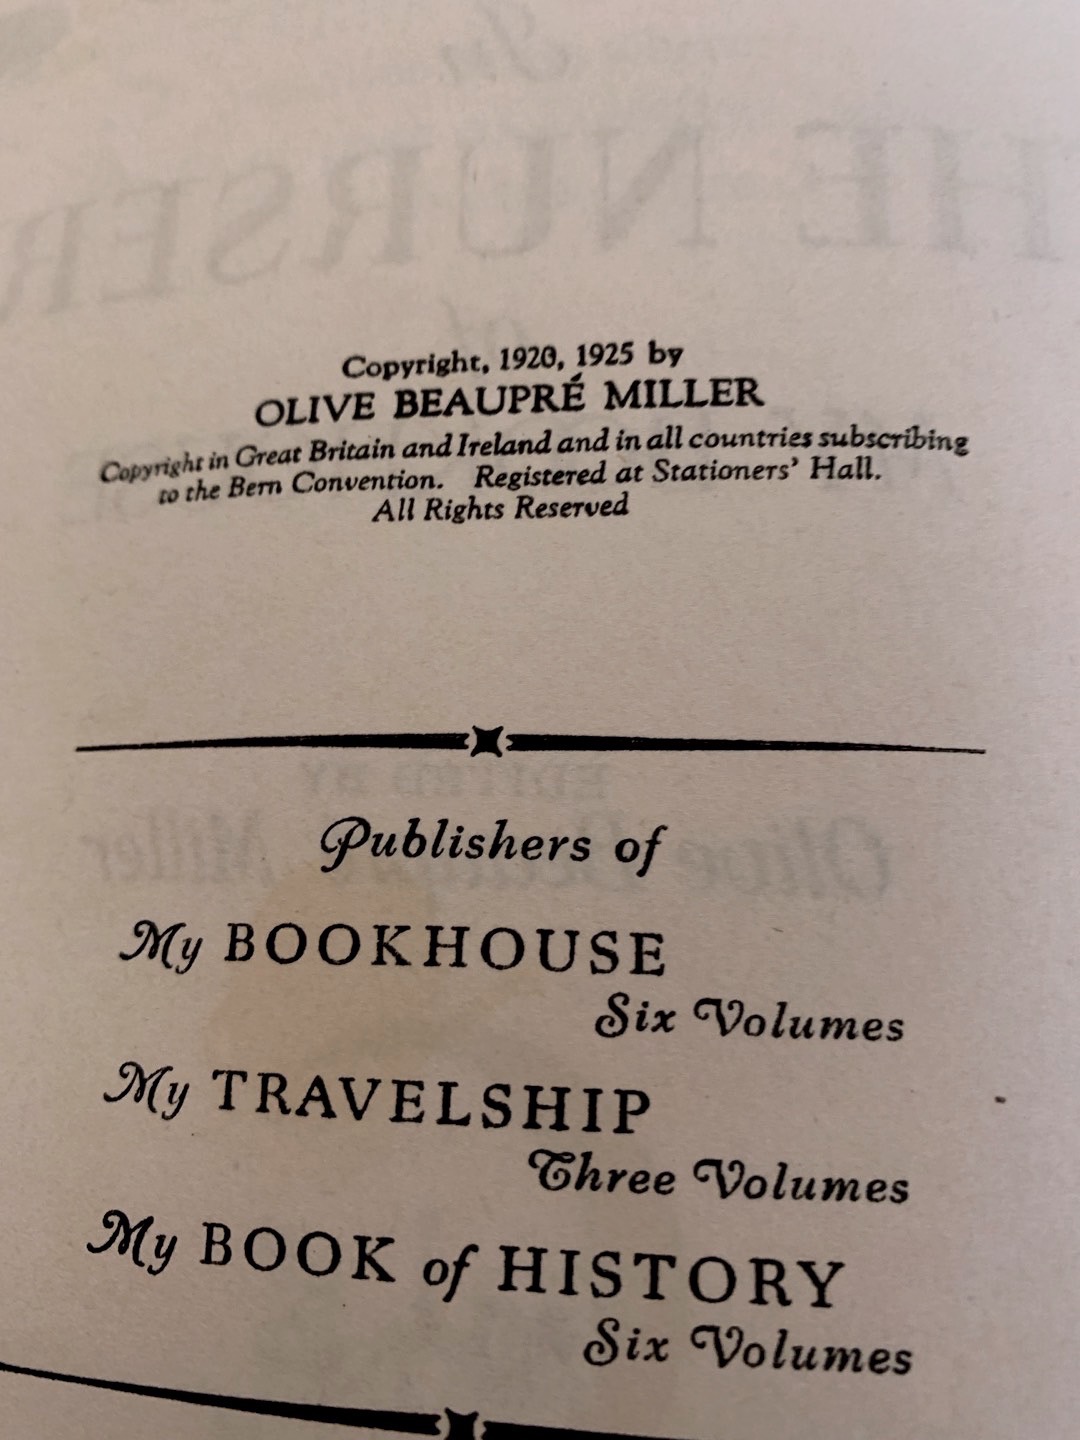 Copyright, 1920, 1925 by
OLIVE BEAUPRÉ MILLER
Copyright in Great Britain and Ireland and in all countries subscribing
to the Bern Convention. Registered at Stationers' Hall.
All Rights Reserved
Publishers of
My BOOKHOUSE
Six Volumes
My TRAVELSHIP
Three Volumes
My BOOK of HISTORY
Six Volumes